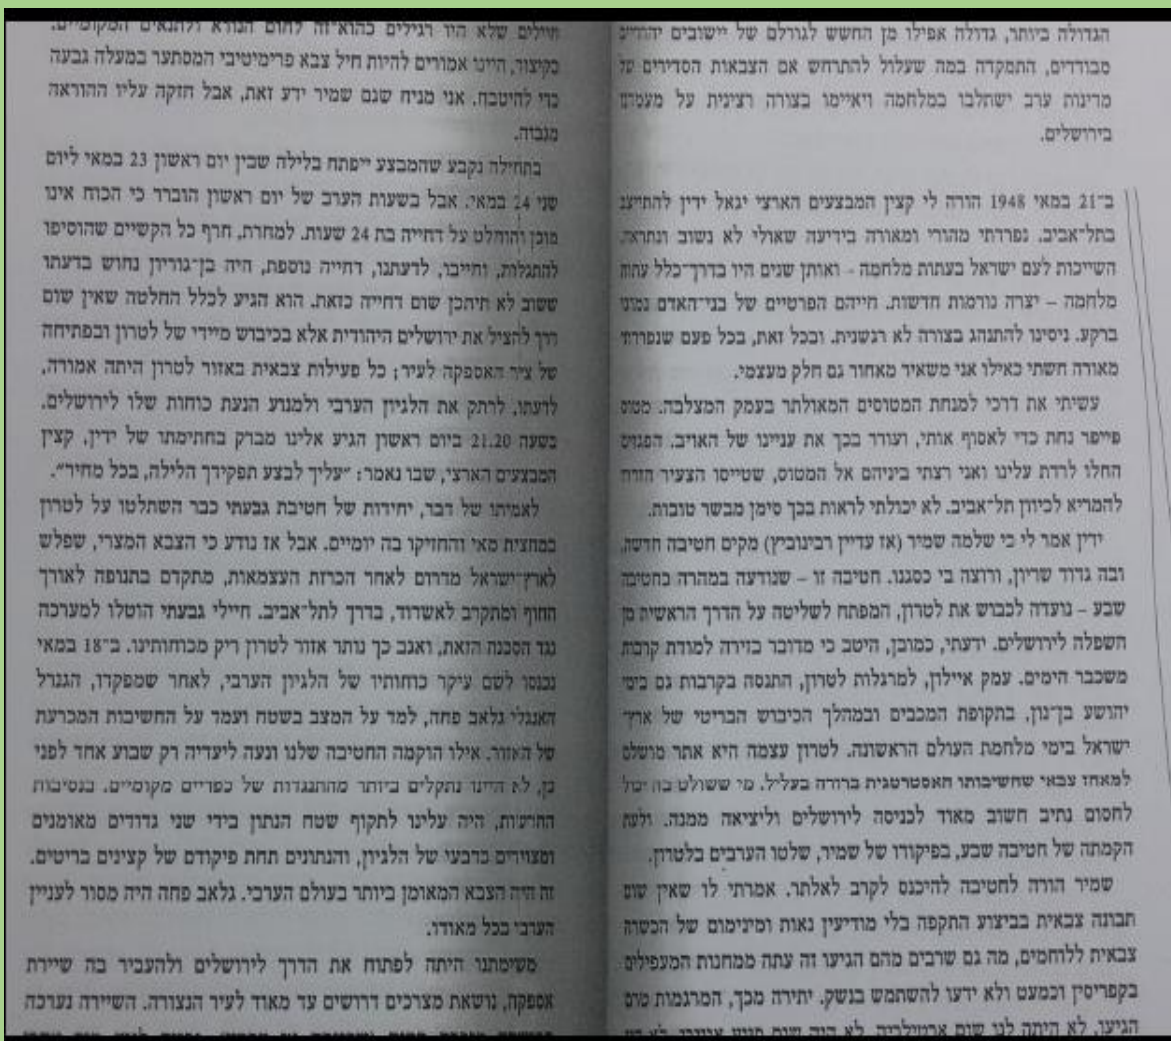 הגדולה ביותר, גדולה אפילו מן החשש לגורלם של יישובים יהודיים
מבודדים, התמקדה במה שעלול להתרחש אם הצבאות הסדירים של
מדינות ערב ישתלבו במלחמה ויאיימו בצורה רצינית על מעמדנו
בירושלים.
ב־21 במאי 1948 הורה לי קצין המבצעים הארצי יגאל ידין להתייצב
בתל־אביב. נפרדתי מהורי ומאורה בידיעה שאולי לא נשוב ונתראה.
השייכות לעם ישראל בעתות מלחמה - ואותן שנים היו בדרך־כלל עתות
מלחמה – יצרה נורמות חדשות. חייהם הפרטיים של בני־האדם נמוגו
ברקע. ניסינו להתנהג בצורה לא רגשנית. ובכל זאת, בכל פעם שנפרדתי
מאורה חשתי כאילו אני משאיר מאחור גם חלק מעצמי.
עשיתי את דרכי למנחת המטוסים המאולתר בעמק המצלבה. מטוס
פייפר נחת כדי לאסוף אותי, ועורר בכך את עניינו של האויב. הפגזים
החלו לרדת עלינו ואני רצתי ביניהם אל המטוס, שטייסו הצעיר הזדרז
להמריא לכיוון תל־אביב. לא יכולתי לראות בכך סימן מבשר טובות.
ידין אמר לי כי שלמה שמיר (אז עדיין רבינוביץ) מקים חטיבה חדשה,
ובה גדוד שריון, ורוצה בי כסגנו. חטיבה זו – שנודעה במהרה כחטיבה
שבע – נועדה לכבוש את לטרון, המפתח לשליטה על הדרך הראשית מן
השפלה לירושלים. ידעתי, כמובן, היטב כי מדובר בזירה למודת קרבות
משכבר הימים. עמק איילון, למרגלות לטרון, התנסה בקרבות גם בימי
יהושע בן־נון, בתקופת המכבים ובמהלך הכיבוש הבריטי של ארץ־
ישראל בימי מלחמת העולם הראשונה. לטרון עצמה היא אתר מושלם
למאחז צבאי שחשיבותו האסטרטגית ברורה בעליל. מי ששולט בה יכול
לחסום נתיב חשוב מאוד לכניסה לירושלים וליציאה ממנה. ולעת
הקמתה של חטיבה שבע, בפיקודו של שמיר, שלטו הערבים בלטרון.
שמיר הורה לחטיבה להיכנס לקרב לאלתר. אמרתי לו שאין שום
תבונה צבאית בביצוע התקפה בלי מודיעין נאות ומינימום של הכשרה
צבאית ללוחמים, מה גם שרבים מהם הגיעו זה עתה ממחנות המעפילים
בקפריסין וכמעט ולא ידעו להשתמש בנשק. יתירה מכך, המרגמות טרם
הגיעו, לא היתה לנו שום ארטילריה, לא היה שום סיוע אווירי,
חיילים שלא היו רגילים כהוא־זה לחום הנורא ולתנאים המקומיים.
בקיצור, היינו אמורים להיות חיל צבא פרימיטיבי המסתער במעלה גבעה
כדי להיטבח. אני מניח שגם שמיר ידע זאת, אבל חזקה עליו ההוראה
מגבוה.
בתחילה נקבע שהמבצע ייפתח בלילה שבין יום ראשון 23 במאי ליום
שני 24 במאי. אבל בשעות הערב של יום ראשון הוברר כי הכוח אינו
מוכן והוחלט על דחייה בת 24 שעות. למחרת, חרף כל הקשיים שהוסיפו
להתגלות, וחייבו, לדעתנו, דחייה נוספת, היה בן־גוריון נחוש בדעתו
ששוב לא תיתכן שום דחייה כזאת. הוא הגיע לכלל החלטה שאין שום
דרך להציל את ירושלים היהודית אלא בכיבוש מיידי של לטרון ובפתיחה
של ציר האספקה לעיר; כל פעילות צבאית באזור לטרון היתה אמורה,
לדעתו, לרתק את הלגיון הערבי ולמנוע הנעת כוחות שלו לירושלים.
בשעה 21.20 ביום ראשון הגיע אלינו מברק בחתימתו של ידין, קצין
המבצעים הארצי, שבו נאמר: ״עליך לבצע תפקידך הלילה, בכל מחיר״.
לאמיתו של דבר, יחידות של חטיבת גבעתי כבר השתלטו על לטרון
במחצית מאי והחזיקו בה יומיים. אבל אז נודע כי הצבא המצרי, שפלש
לארץ־ישראל מדרום לאחר הכרזת העצמאות, מתקדם בתנופה לאורך
החוף ומתקרב לאשדוד, בדרך לתל־אביב. חיילי גבעתי הוטלו למערכה
נגד הסכנה הזאת, ואגב כך נותר אזור לטרון ריק מכוחותינו. ב־18 במאי
נכנסו לשם עיקר כוחותיו של הלגיון הערבי, לאחר שמפקדו, הגנרל
האנגלי גלאב פחה, למד על המצב בשטח ועמד על החשיבות המכרעת
של האזור. אילו הוקמה החטיבה שלנו ונעה ליעדיה רק שבוע אחד לפני
כן, לא היינו נתקלים ביותר מהתנגדות של כפריים מקומיים. בנסיבות
החדשות, היה עלינו לתקוף שטח הנתון בידי שני גדודים מאומנים
ומצוידים כדבעי של הלגיון, והנתונים תחת פיקודם של קצינים בריטים.
זה היה הצבא המאומן ביותר בעולם הערבי. גלאב פחה היה מסור לעניין
הערבי בכל מאודו.
משימתנו היתה לפתוח את הדרך לירושלים ולהעביר בה שיירת
אספקה, נושאת מצרכים דרושים עד מאוד לעיר הנצורה. השיירה נערכה